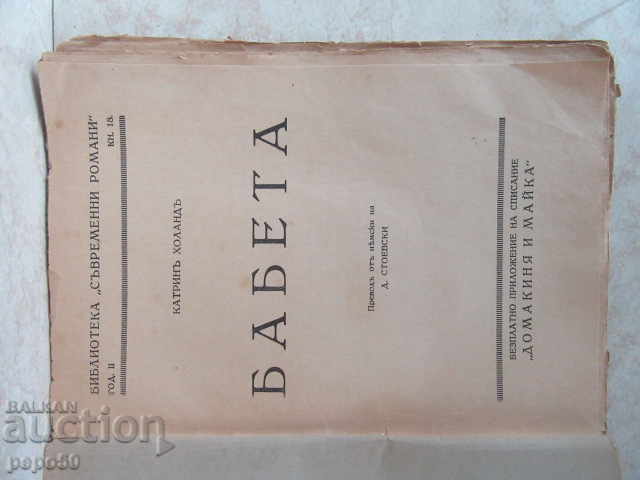 БИБЛИОТЕКА „СЪВРЕМЕННИ РОМАНИ"
ГОД. II КН. 18.
КАТРИНЪ ХОЛАНДЪ
БАБЕТА
Преводъ отъ нѣмски на
Д. СТОЕВСКИ
БЕЗПЛАТНО ПРИЛОЖЕНИЕ НА СПИСАНИЕ
„ДОМАКИНЯ И МАЙКА"
BALKAN
auction
papo50